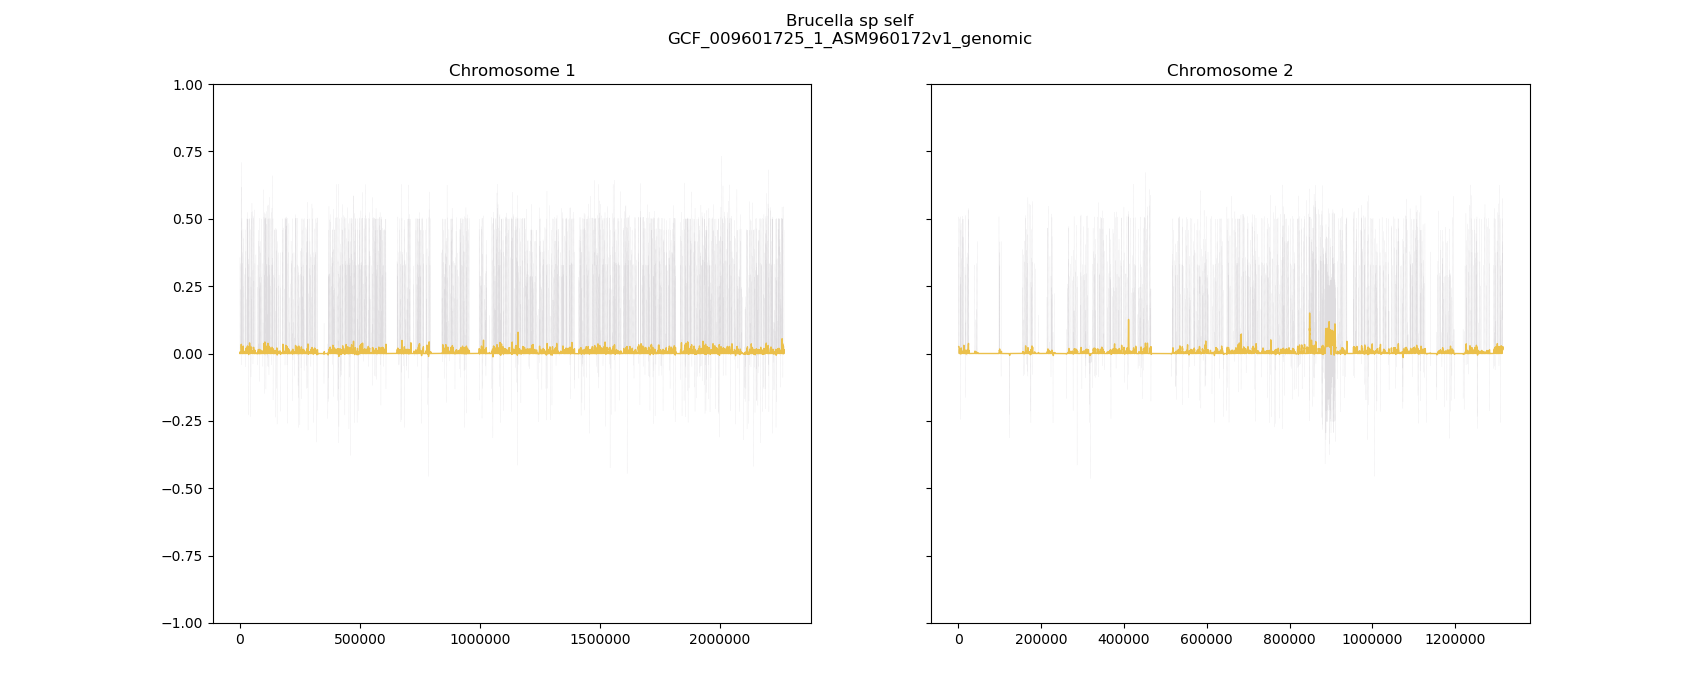 Brucella sp self
GCF_009601725_1_ASM960172v1_genomic
Chromosome 1
Chromosome 2
1.00
0.75
0.50
0.25
0.00
−0.25
−0.50
−0.75
−1.00
0 500000 1000000 1500000 2000000
0 200000 400000 600000 800000 1000000 1200000